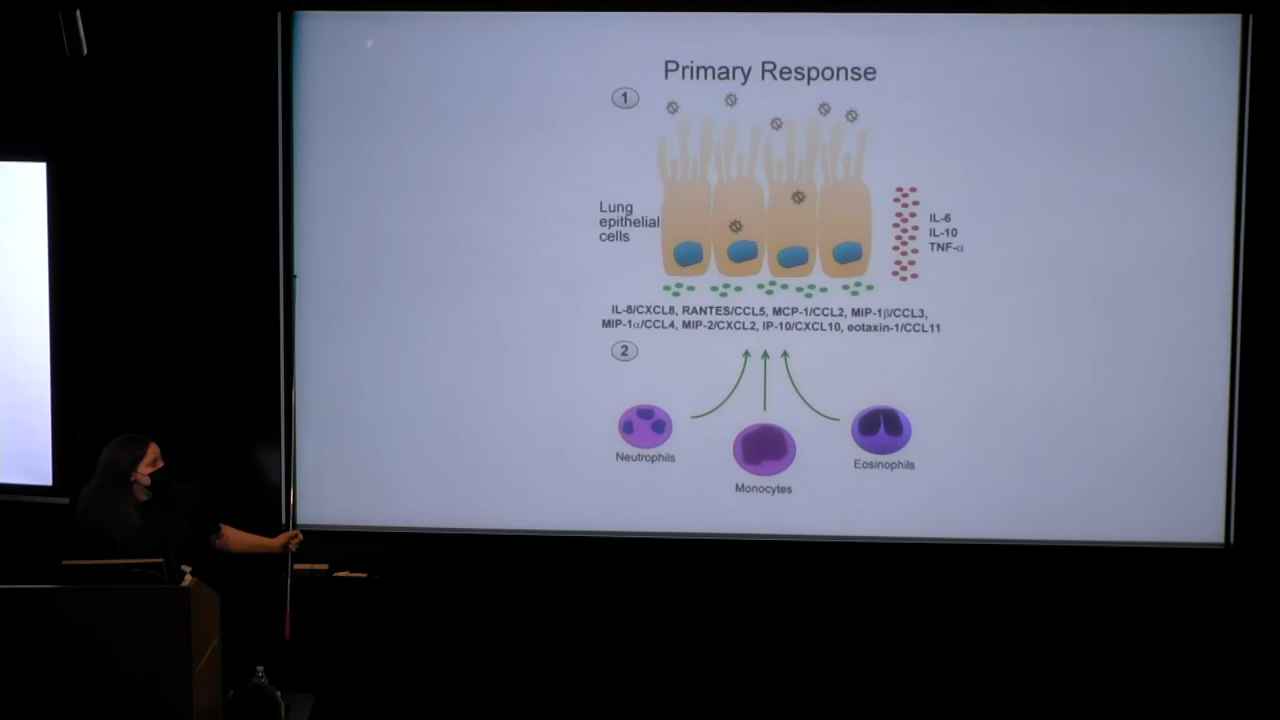 Primary Response
1
Lung
epithelial
cells
IL-6
IL-10
TNF-α
IL-8/CXCL8, RANTES/CCL5, MCP-1/CCL2, MIP-1β/CCL3,
MIP-1α/CCL4, MIP-2/CXCL2, IP-10/CXCL10, eotaxin-1/CCL11
2
Neutrophils
Monocytes
Eosinophils